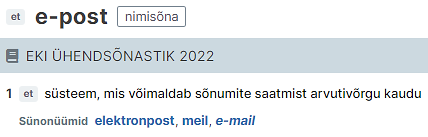 et e-post nimisõna
EKI ÜHENDSÕNASTIK 2022
1 et süsteem, mis võimaldab sõnumite saatmist arvutivõrgu kaudu
Sünonüümid elektronpost, meil, e-mail